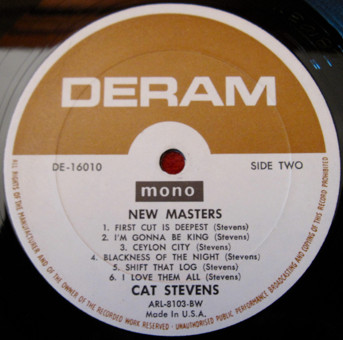 DERAM
DE-16010
SIDE TWO
mono
NEW MASTERS
1. FIRST CUT IS DEEPEST (Stevens)
2. I'M GONNA BE KING (Stevens)
3. CEYLON CITY (Stevens)
4. BLACKNESS OF THE NIGHT (Stevens)
5. SHIFT THAT LOG (Stevens)
6. I LOVE THEM ALL (Stevens)
CAT STEVENS
ARL-8103-BW
Made in U.S.A.
ALL RIGHTS OF THE MANUFACTURER AND OF THE OWNER OF THE RECORDED WORK RESERVED · UNAUTHORISED PUBLIC PERFORMANCE BROADCASTING AND COPYING OF THIS RECORD PROHIBITED